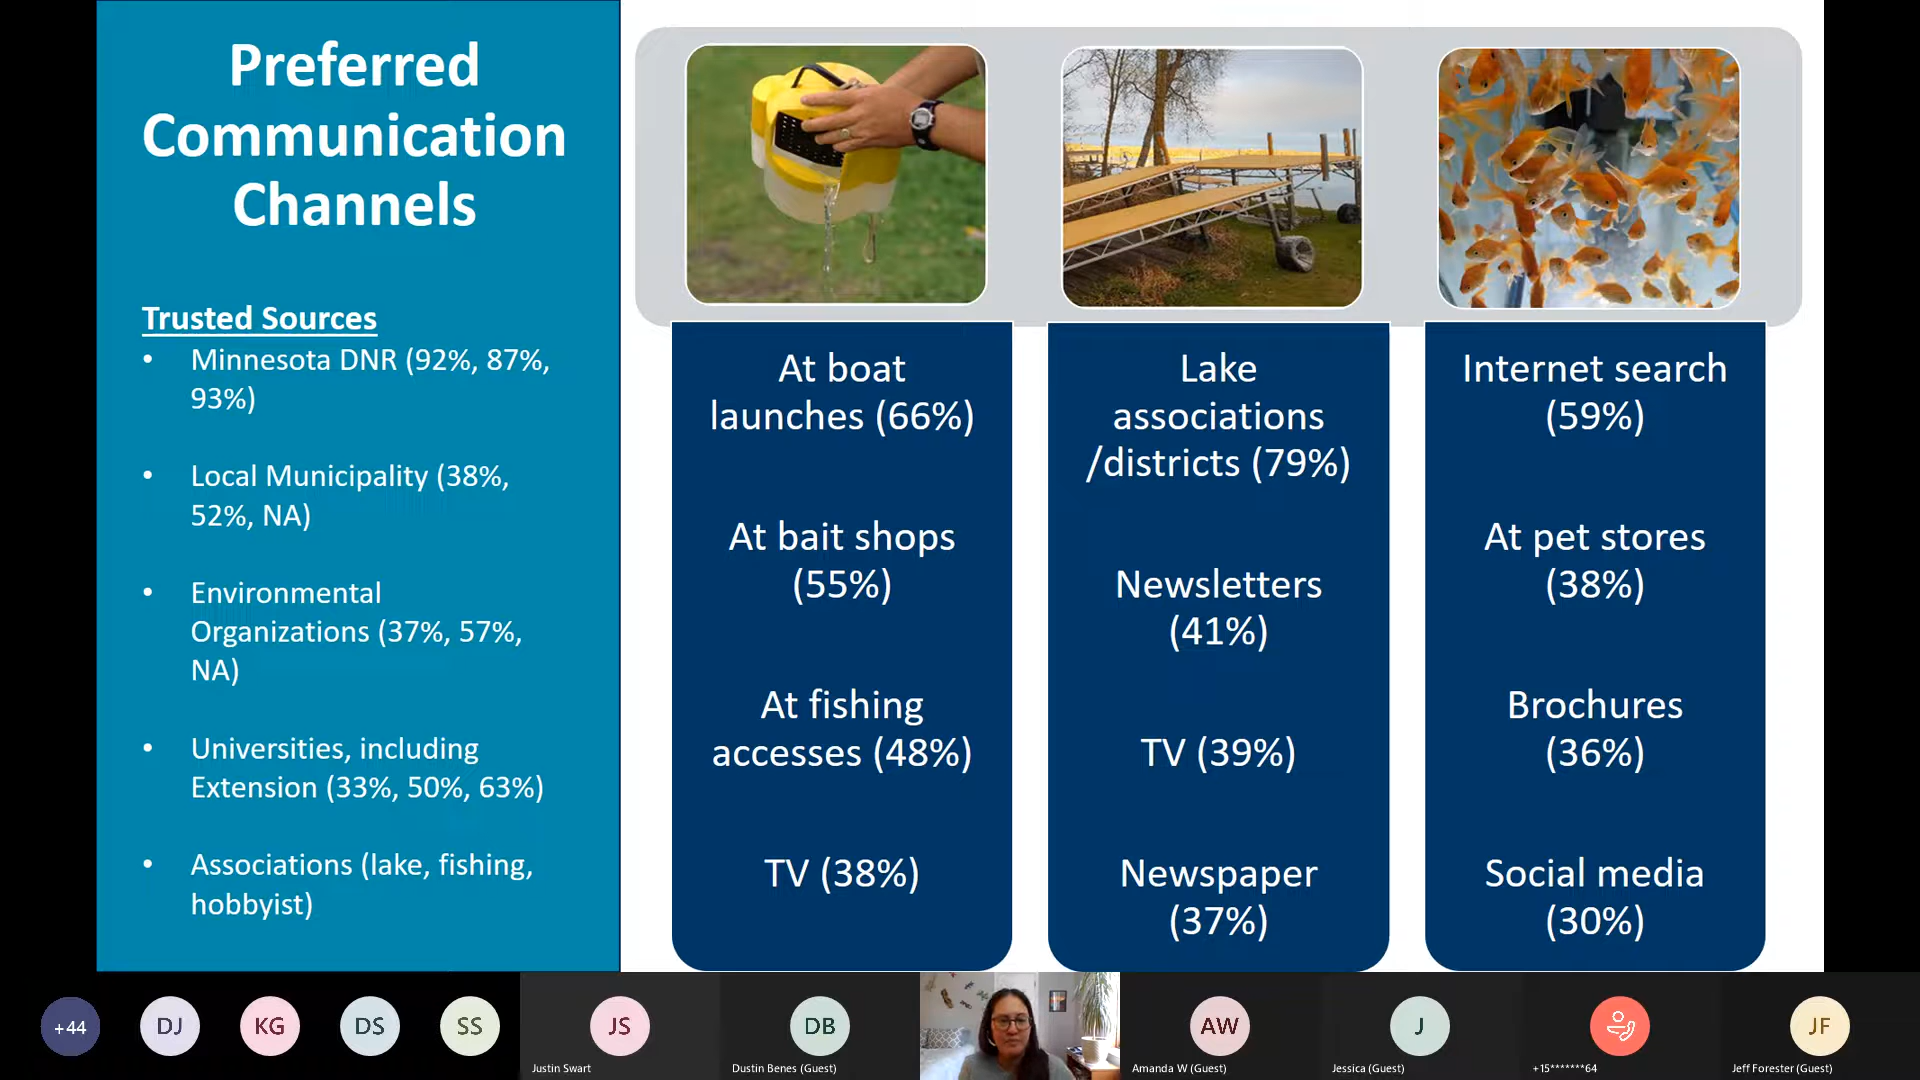 Preferred
Communication
Channels
Trusted Sources
• Minnesota DNR (92%, 87%,
93%)
• Local Municipality (38%,
52%, NA)
• Environmental
Organizations (37%, 57%,
NA)
• Universities, including
Extension (33%, 50%, 63%)
• Associations (lake, fishing,
hobbyist)
At boat
launches (66%)
At bait shops
(55%)
At fishing
accesses (48%)
TV (38%)
Lake
associations
/districts (79%)
Newsletters
(41%)
TV (39%)
Newspaper
(37%)
Internet search
(59%)
At pet stores
(38%)
Brochures
(36%)
Social media
(30%)
+44
DJ
KG
DS
SS
JS
Justin Swart
DB
Dustin Benes (Guest)
AW
Amanda W (Guest)
J
Jessica (Guest)
+15*******64
JF
Jeff Forester (Guest)